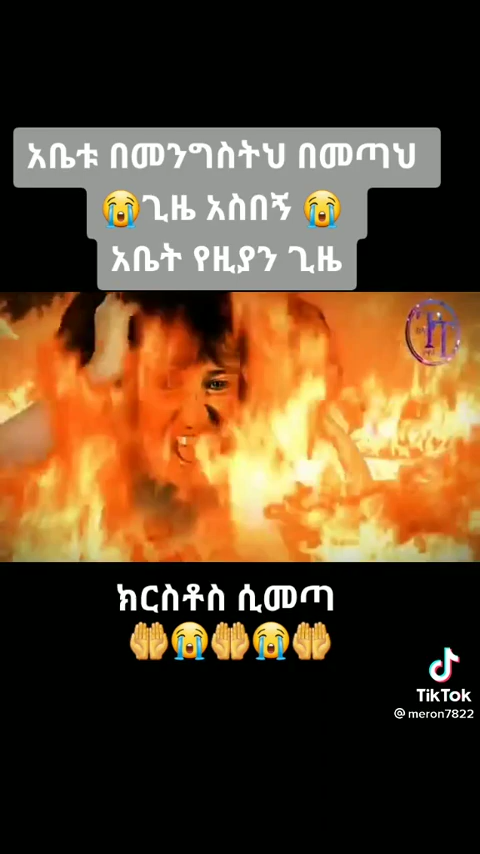 አቤቱ በመንግስትህ በመጣህ
😭ጊዜ አስበኝ 😭
አቤት የዚያን ጊዜ
ክርስቶስ ሲመጣ
🤲😭🤲😭🤲
TikTok
@meron7822